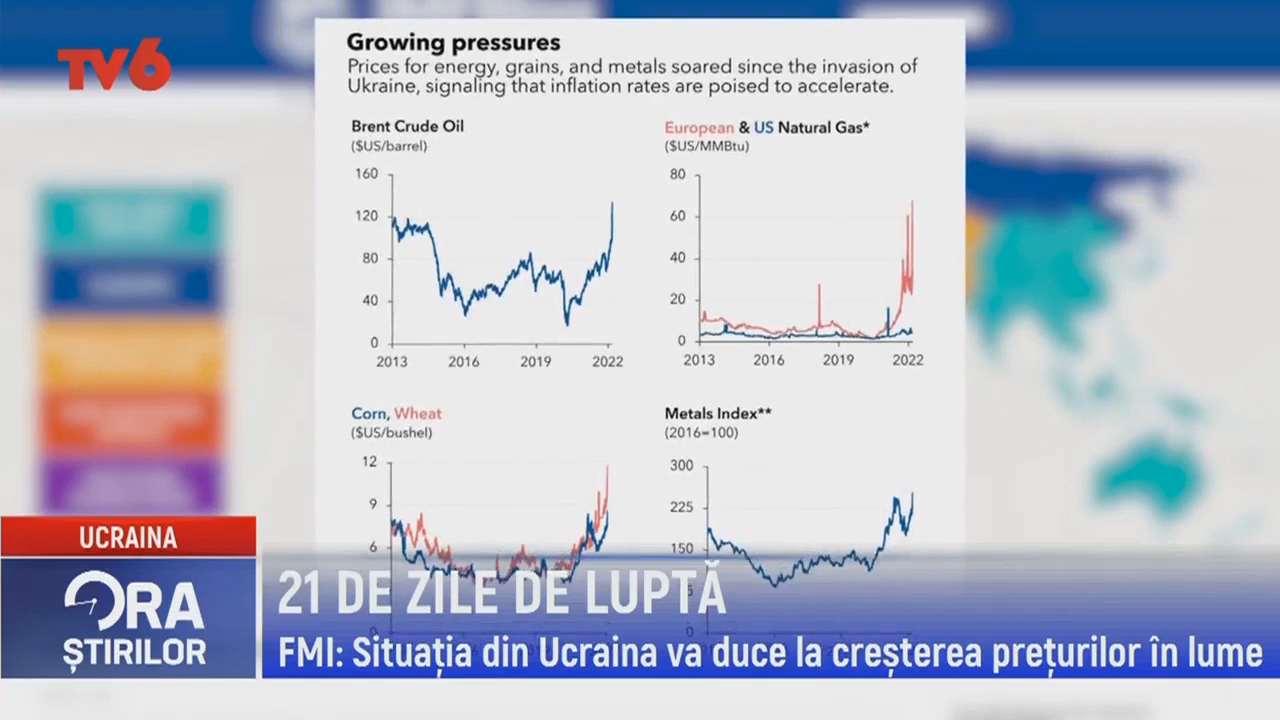 TV6
Growing pressures
Prices for energy, grains, and metals soared since the invasion of
Ukraine, signaling that inflation rates are poised to accelerate.
Brent Crude Oil
($US/barrel)
160
120
80
40
0
2013 2016 2019 2022
European & US Natural Gas*
($US/MMBtu)
80
60
40
20
0
2013 2016 2019 2022
Corn, Wheat
($US/bushel)
12
9
6
Metals Index**
(2016=100)
300
225
150
UCRAINA
ORA
ȘTIRILOR
21 DE ZILE DE LUPTĂ
FMI: Situația din Ucraina va duce la creșterea prețurilor în lume